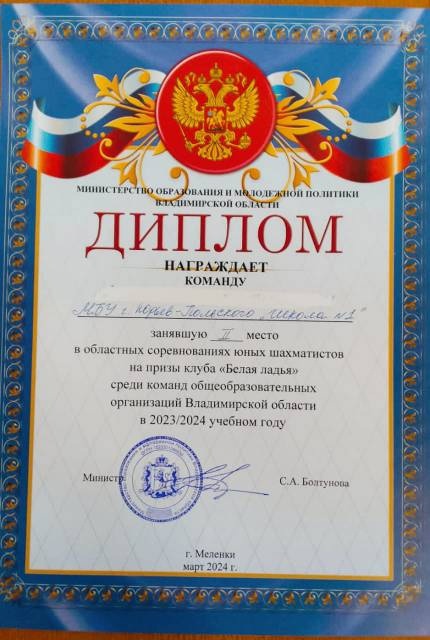 МИНИСТЕРСТВО ОБРАЗОВАНИЯ И МОЛОДЕЖНОЙ ПОЛИТИКИ
ВЛАДИМИРСКОЙ ОБЛАСТИ
ДИПЛОМ
НАГРАЖДАЕТ
КОМАНДУ
МБУ г. Юрьев-Польского "Школа №1"
занявшую II место
в областных соревнованиях юных шахматистов
на призы клуба «Белая ладья»
среди команд общеобразовательных
организаций Владимирской области
в 2023/2024 учебном году
Министр С.А. Болтунова
г. Меленки
март 2024 г.